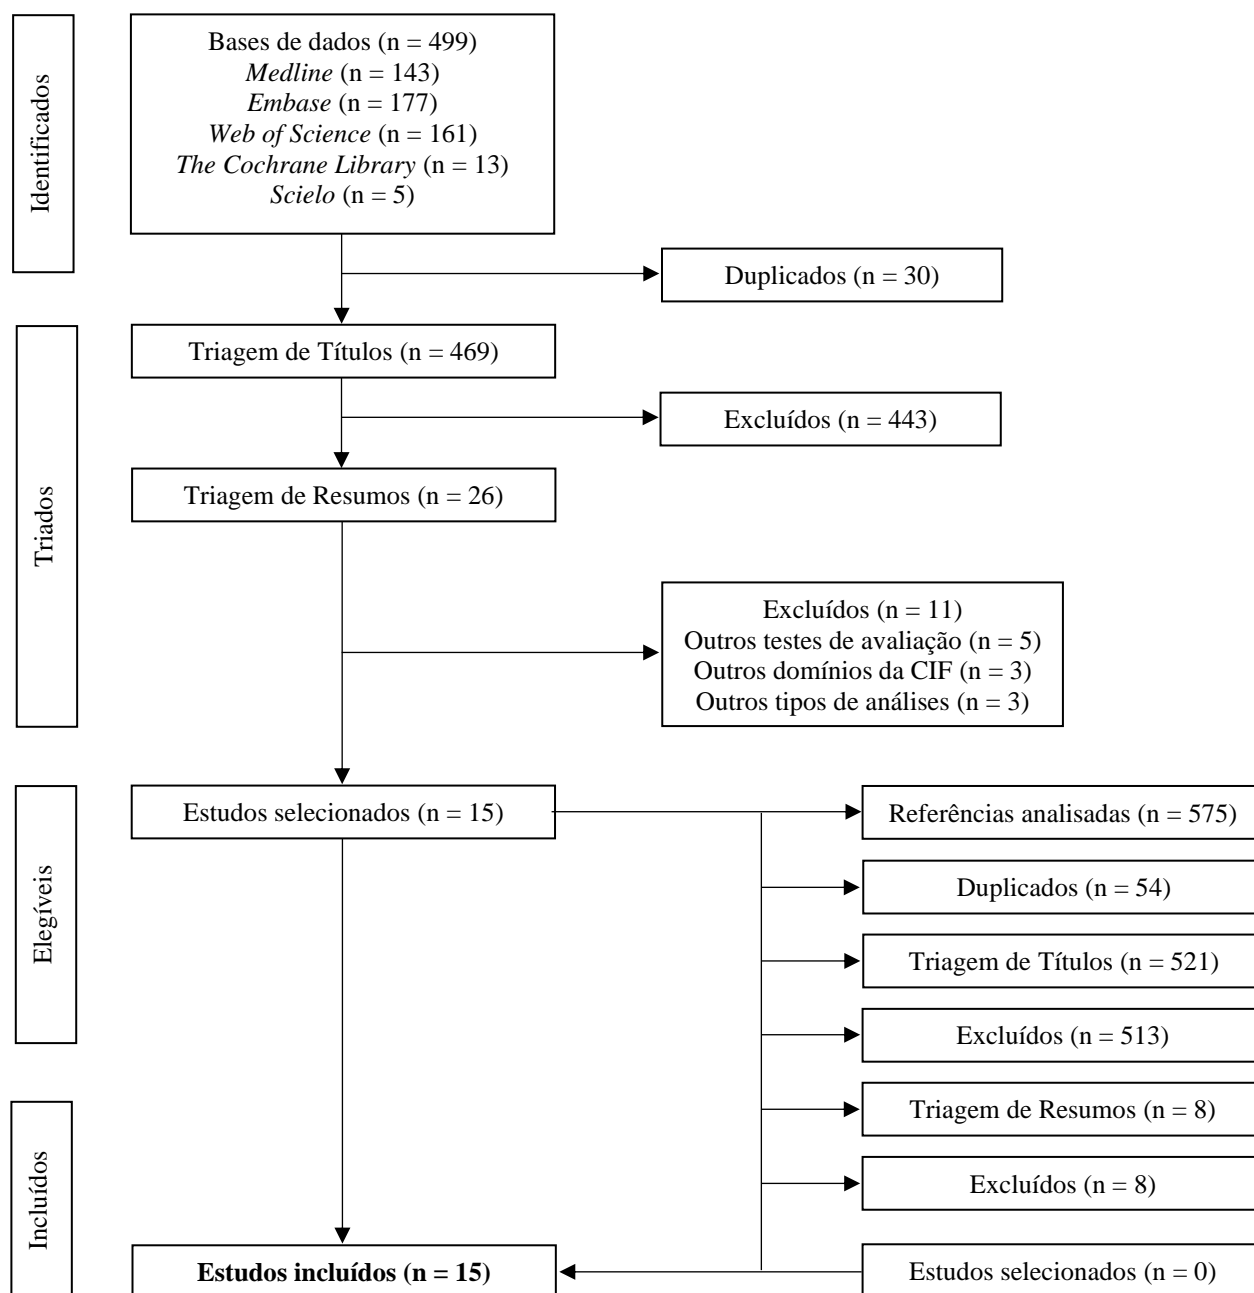 Identificados
Bases de dados (n = 499)
Medline (n = 143)
Embase (n = 177)
Web of Science (n = 161)
The Cochrane Library (n = 13)
Scielo (n = 5)
Duplicados (n = 30)
Triados
Triagem de Títulos (n = 469)
Excluídos (n = 443)
Triagem de Resumos (n = 26)
Excluídos (n = 11)
Outros testes de avaliação (n = 5)
Outros domínios da CIF (n = 3)
Outros tipos de análises (n = 3)
Elegíveis
Estudos selecionados (n = 15)
Referências analisadas (n = 575)
Duplicados (n = 54)
Triagem de Títulos (n = 521)
Excluídos (n = 513)
Triagem de Resumos (n = 8)
Excluídos (n = 8)
Incluídos
Estudos incluídos (n = 15)
Estudos selecionados (n = 0)